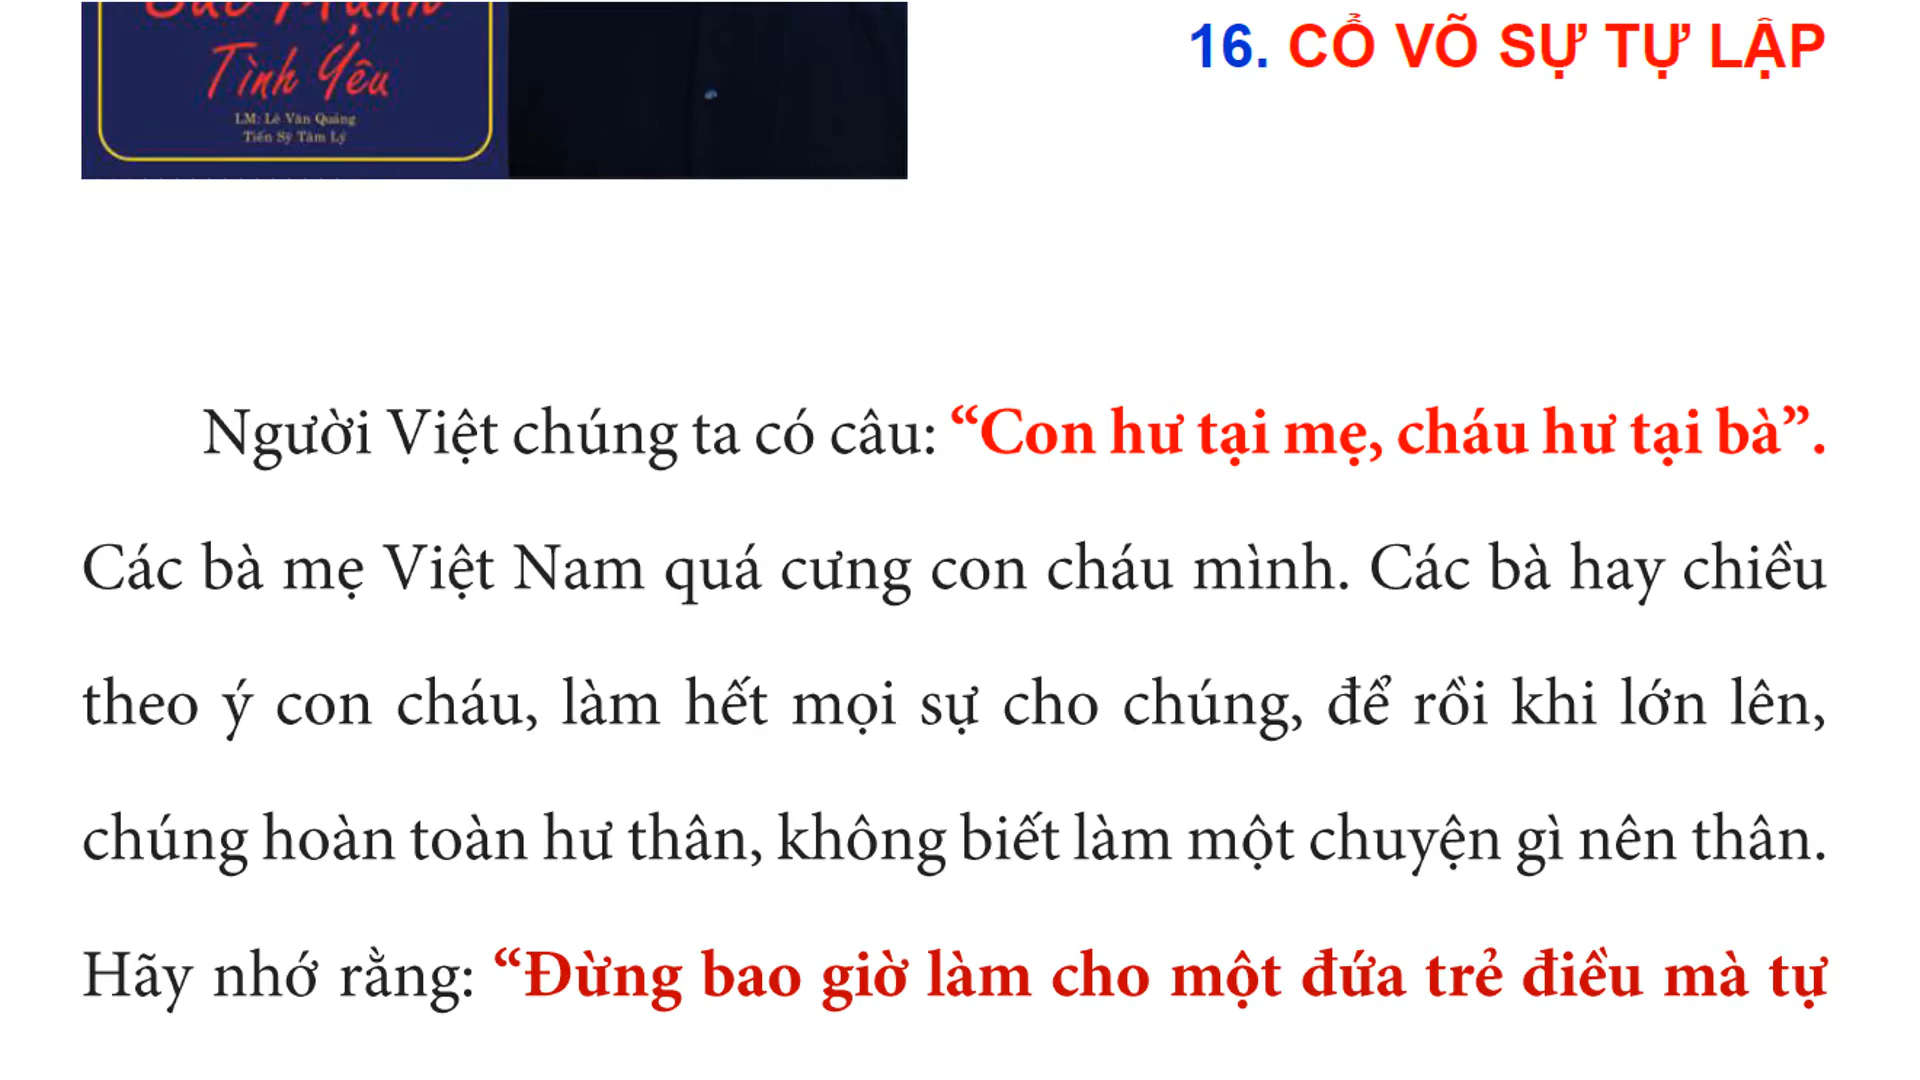 Sức Mạnh
Tình Yêu
LM: Lê Văn Quảng
Tiến Sỹ Tâm Lý
16. CỔ VÕ SỰ TỰ LẬP
Người Việt chúng ta có câu: “Con hư tại mẹ, cháu hư tại bà”.
Các bà mẹ Việt Nam quá cưng con cháu mình. Các bà hay chiều
theo ý con cháu, làm hết mọi sự cho chúng, để rồi khi lớn lên,
chúng hoàn toàn hư thân, không biết làm một chuyện gì nên thân.
Hãy nhớ rằng: “Đừng bao giờ làm cho một đứa trẻ điều mà tự